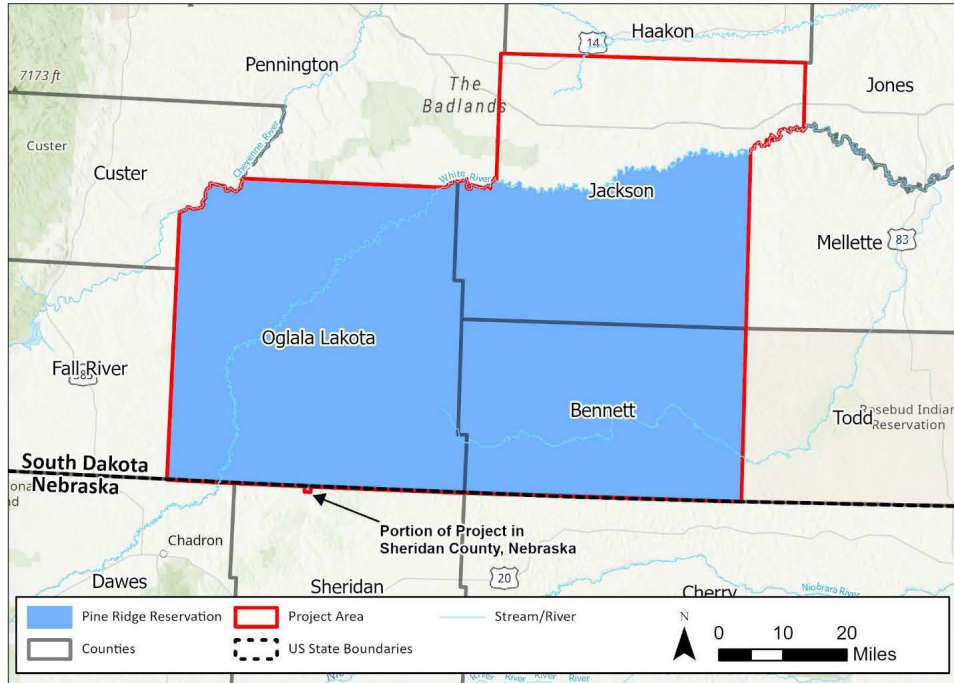 Haakon
14
Pennington
7173 ft
The
Badlands
Jones
Custer
Custer
Cheyenne River
White River
Jackson
Mellette
83
Oglala Lakota
Fall River
385
Bennett
Todd
Rosebud Indian
Reservation
South Dakota
Nebraska
Portion of Project in
Sheridan County, Nebraska
Chadron
Dawes
Sheridan
20
Cherry
Niobrara River
Pine Ridge Reservation
Project Area
Stream/River
Counties
US State Boundaries
N
0 10 20
Miles